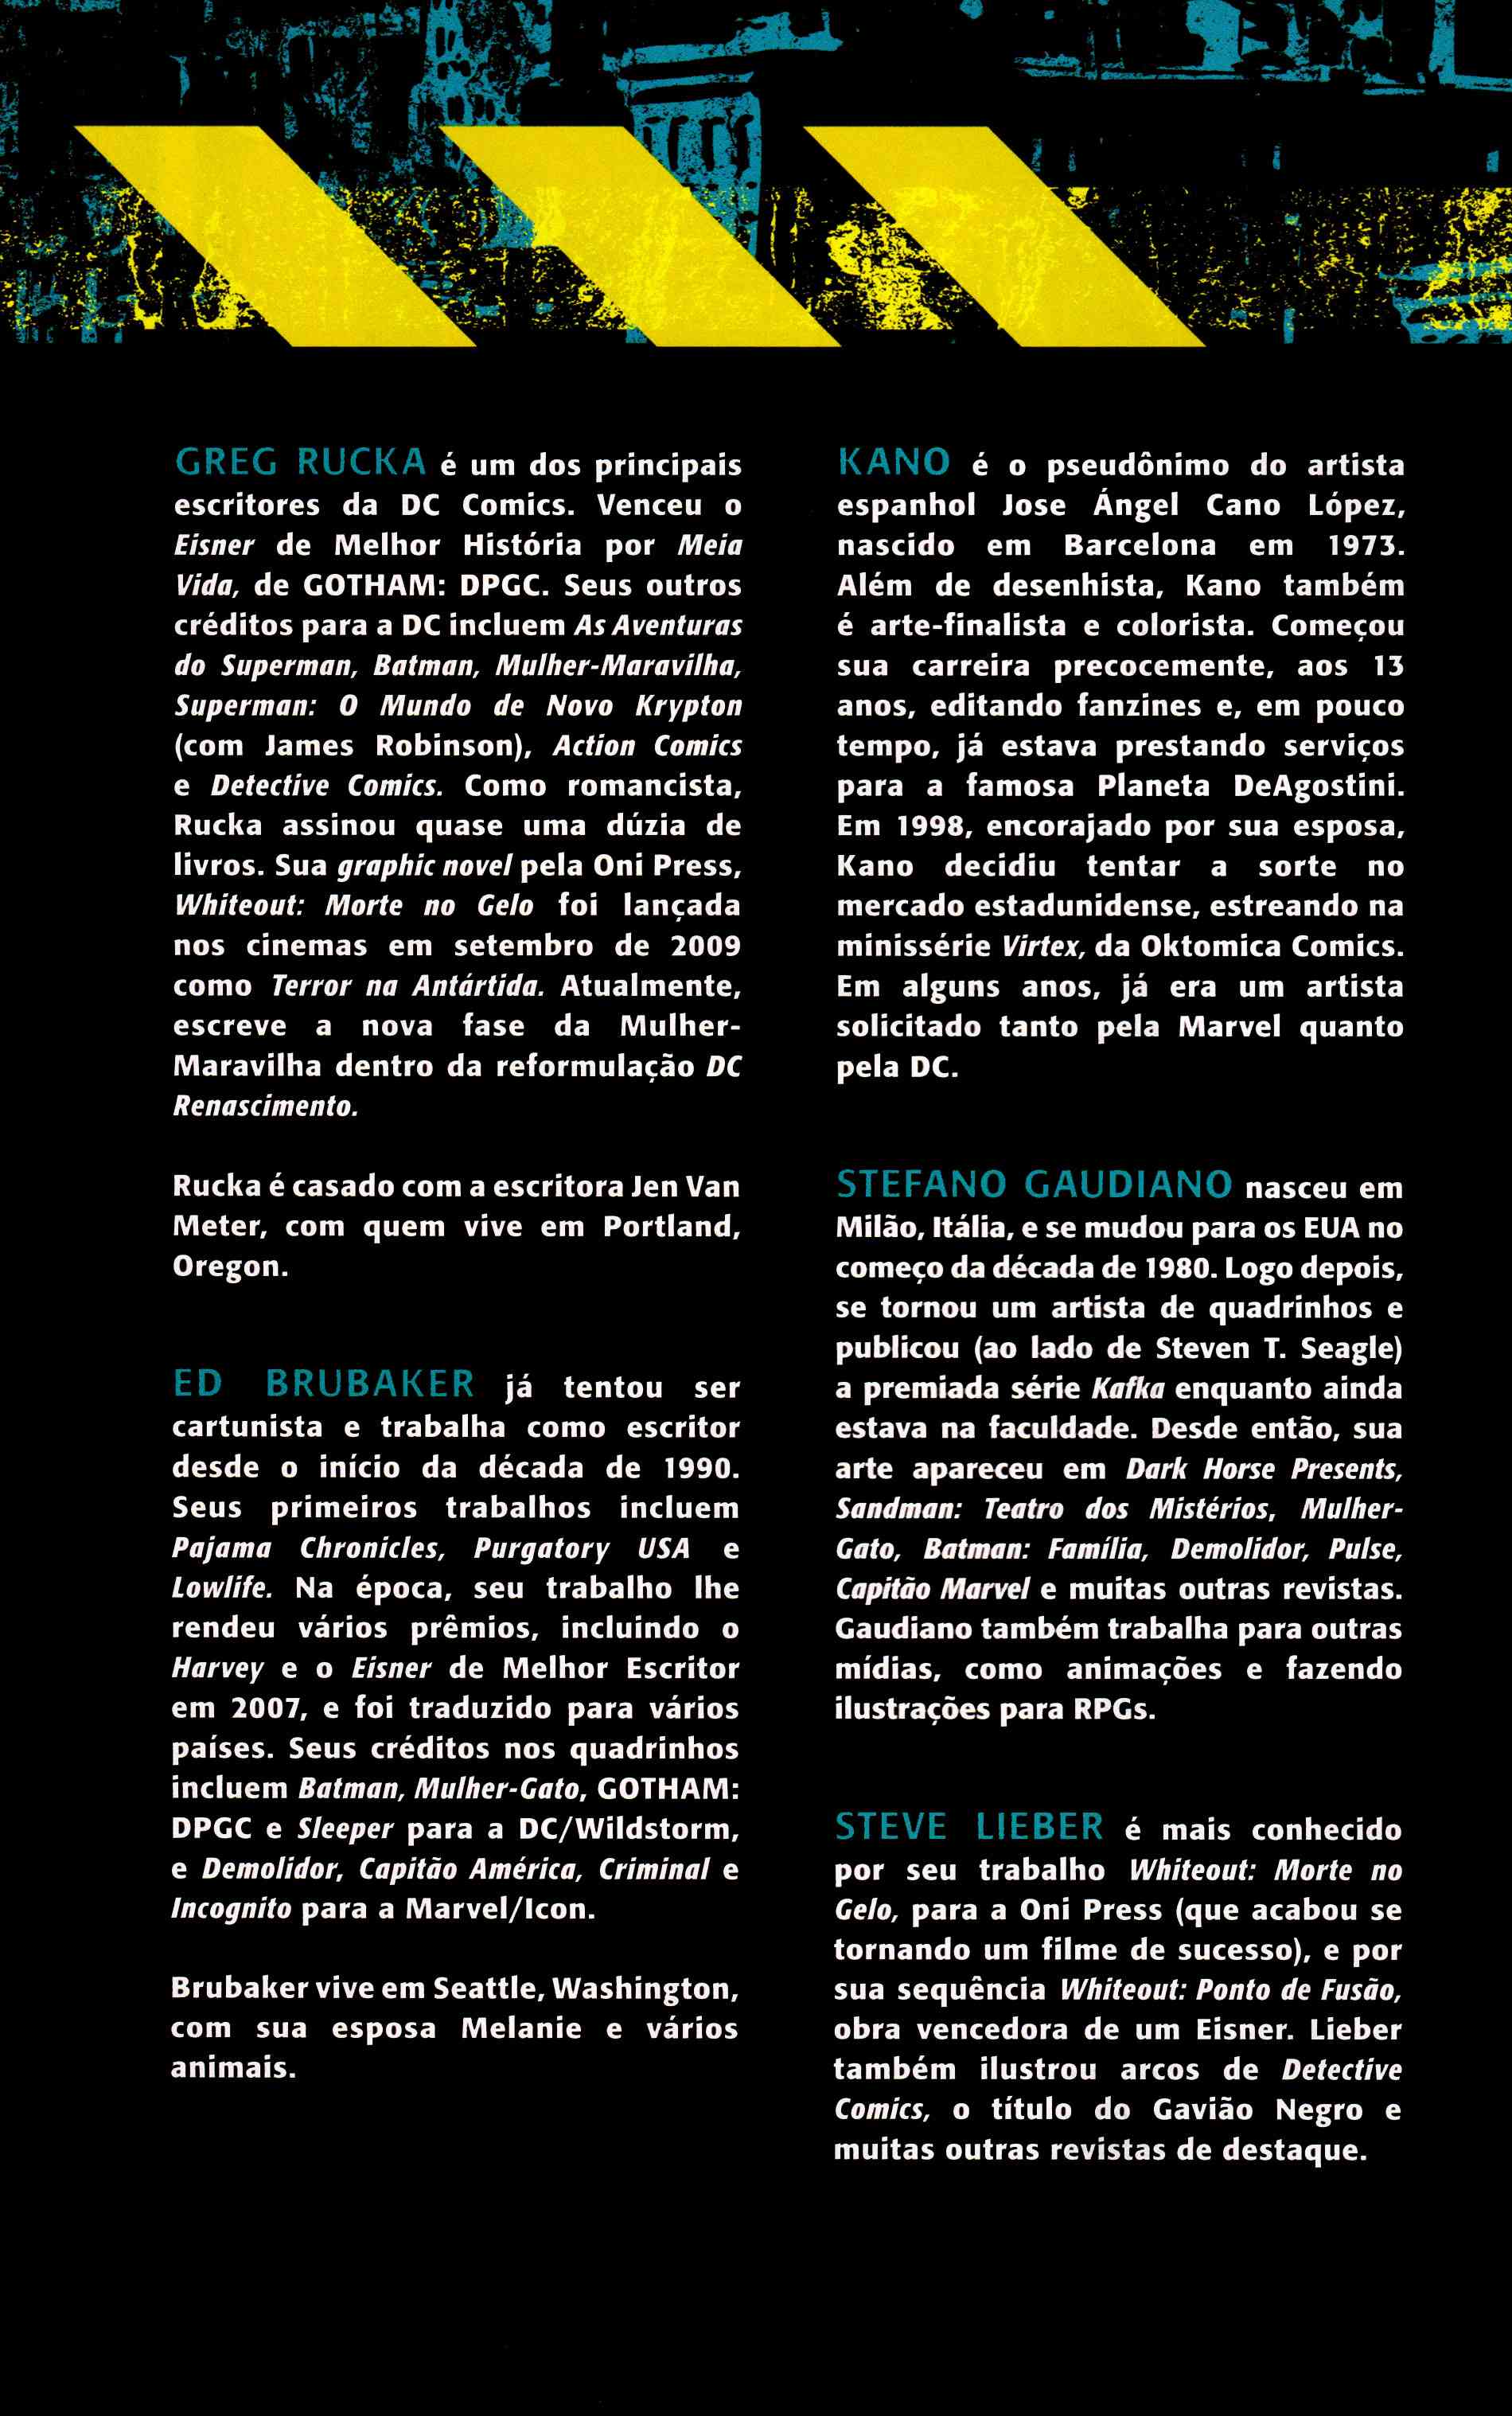 GREG RUCKA é um dos principais
escritores da DC Comics. Venceu o
Eisner de Melhor História por Meia
Vida, de GOTHAM: DPGC. Seus outros
créditos para a DC incluem As Aventuras
do Superman, Batman, Mulher-Maravilha,
Superman: O Mundo de Novo Krypton
(com James Robinson), Action Comics
e Detective Comics. Como romancista,
Rucka assinou quase uma dúzia de
livros. Sua graphic novel pela Oni Press,
Whiteout: Morte no Gelo foi lançada
nos cinemas em setembro de 2009
como Terror na Antártida. Atualmente,
escreve a nova fase da Mulher-
Maravilha dentro da reformulação DC
Renascimento.
Rucka é casado com a escritora Jen Van
Meter, com quem vive em Portland,
Oregon.
ED BRUBAKER já tentou ser
cartunista e trabalha como escritor
desde o início da década de 1990.
Seus primeiros trabalhos incluem
Pajama Chronicles, Purgatory USA e
Lowlife. Na época, seu trabalho lhe
rendeu vários prêmios, incluindo o
Harvey e o Eisner de Melhor Escritor
em 2007, e foi traduzido para vários
países. Seus créditos nos quadrinhos
incluem Batman, Mulher-Gato, GOTHAM:
DPGC e Sleeper para a DC/Wildstorm,
e Demolidor, Capitão América, Criminal e
Incognito para a Marvel/Icon.
Brubaker vive em Seattle, Washington,
com sua esposa Melanie e vários
animais.
KANO é o pseudônimo do artista
espanhol Jose Ángel Cano López,
nascido em Barcelona em 1973.
Além de desenhista, Kano também
é arte-finalista e colorista. Começou
sua carreira precocemente, aos 13
anos, editando fanzines e, em pouco
tempo, já estava prestando serviços
para a famosa Planeta DeAgostini.
Em 1998, encorajado por sua esposa,
Kano decidiu tentar a sorte no
mercado estadunidense, estreando na
minissérie Virtex, da Oktomica Comics.
Em alguns anos, já era um artista
solicitado tanto pela Marvel quanto
pela DC.
STEFANO GAUDIANO nasceu em
Milão, Itália, e se mudou para os EUA no
começo da década de 1980. Logo depois,
se tornou um artista de quadrinhos e
publicou (ao lado de Steven T. Seagle)
a premiada série Kafka enquanto ainda
estava na faculdade. Desde então, sua
arte apareceu em Dark Horse Presents,
Sandman: Teatro dos Mistérios, Mulher-
Gato, Batman: Família, Demolidor, Pulse,
Capitão Marvel e muitas outras revistas.
Gaudiano também trabalha para outras
mídias, como animações e fazendo
ilustrações para RPGs.
STEVE LIEBER é mais conhecido
por seu trabalho Whiteout: Morte no
Gelo, para a Oni Press (que acabou se
tornando um filme de sucesso), e por
sua sequência Whiteout: Ponto de Fusão,
obra vencedora de um Eisner. Lieber
também ilustrou arcos de Detective
Comics, o título do Gavião Negro e
muitas outras revistas de destaque.